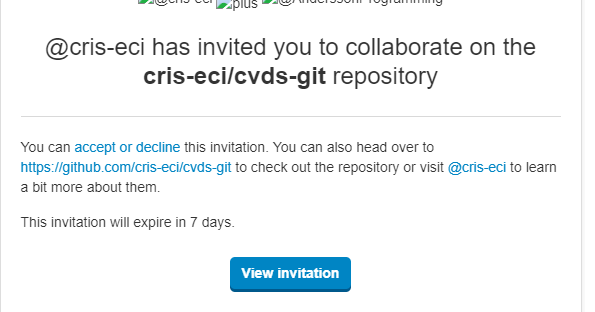 @cris-eci plus
@cris-eci has invited you to collaborate on the
cris-eci/cvds-git repository
You can accept or decline this invitation. You can also head over to
https://github.com/cris-eci/cvds-git to check out the repository or visit @cris-eci to learn
a bit more about them.
This invitation will expire in 7 days.
View invitation